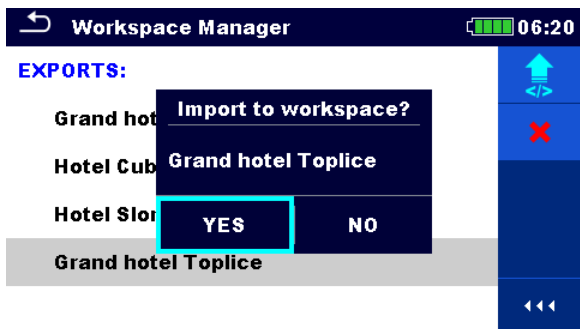 Workspace Manager 06:20
EXPORTS:
</>
Grand hot
Import to workspace?
Hotel Cub
Grand hotel Toplice
Hotel Slo
YES NO
Grand hotel Toplice